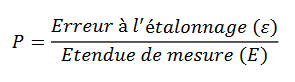 P = Erreur à l'étalonnage (ε)
Etendue de mesure (E)